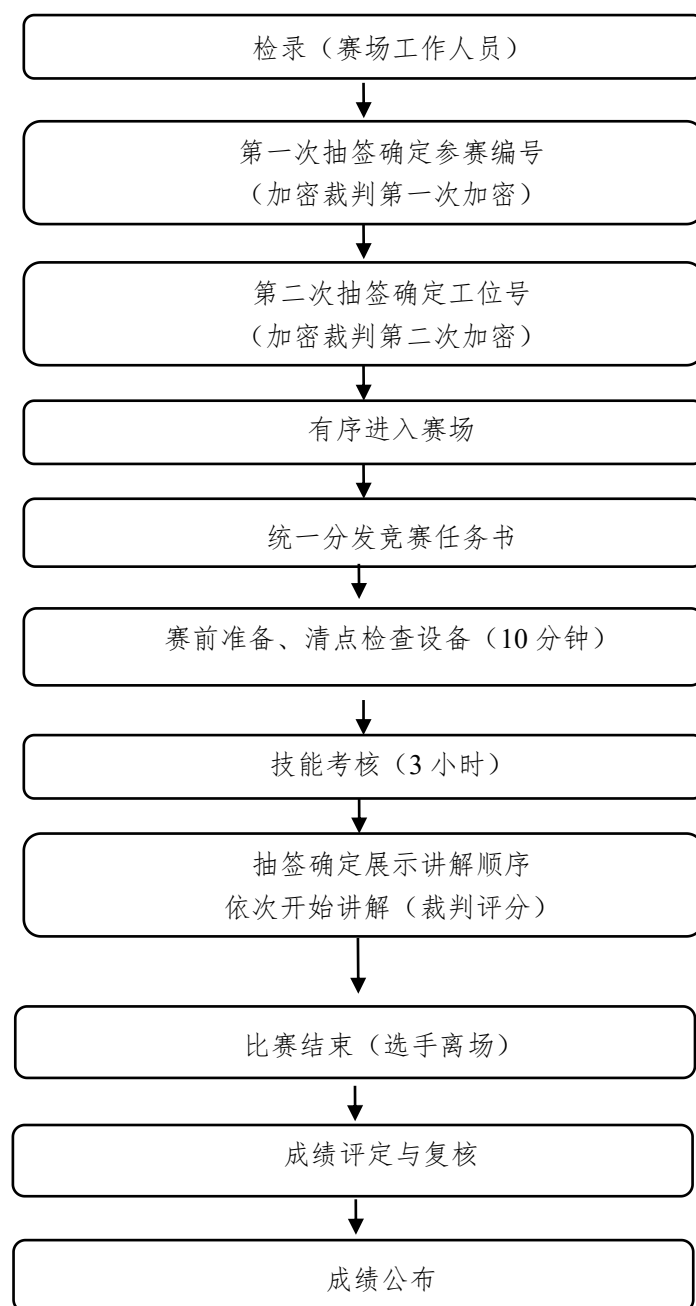 检录（赛场工作人员）
第一次抽签确定参赛编号
（加密裁判第一次加密）
第二次抽签确定工位号
（加密裁判第二次加密）
有序进入赛场
统一分发竞赛任务书
赛前准备、清点检查设备（10 分钟）
技能考核（3 小时）
抽签确定展示讲解顺序
依次开始讲解（裁判评分）
比赛结束（选手离场）
成绩评定与复核
成绩公布